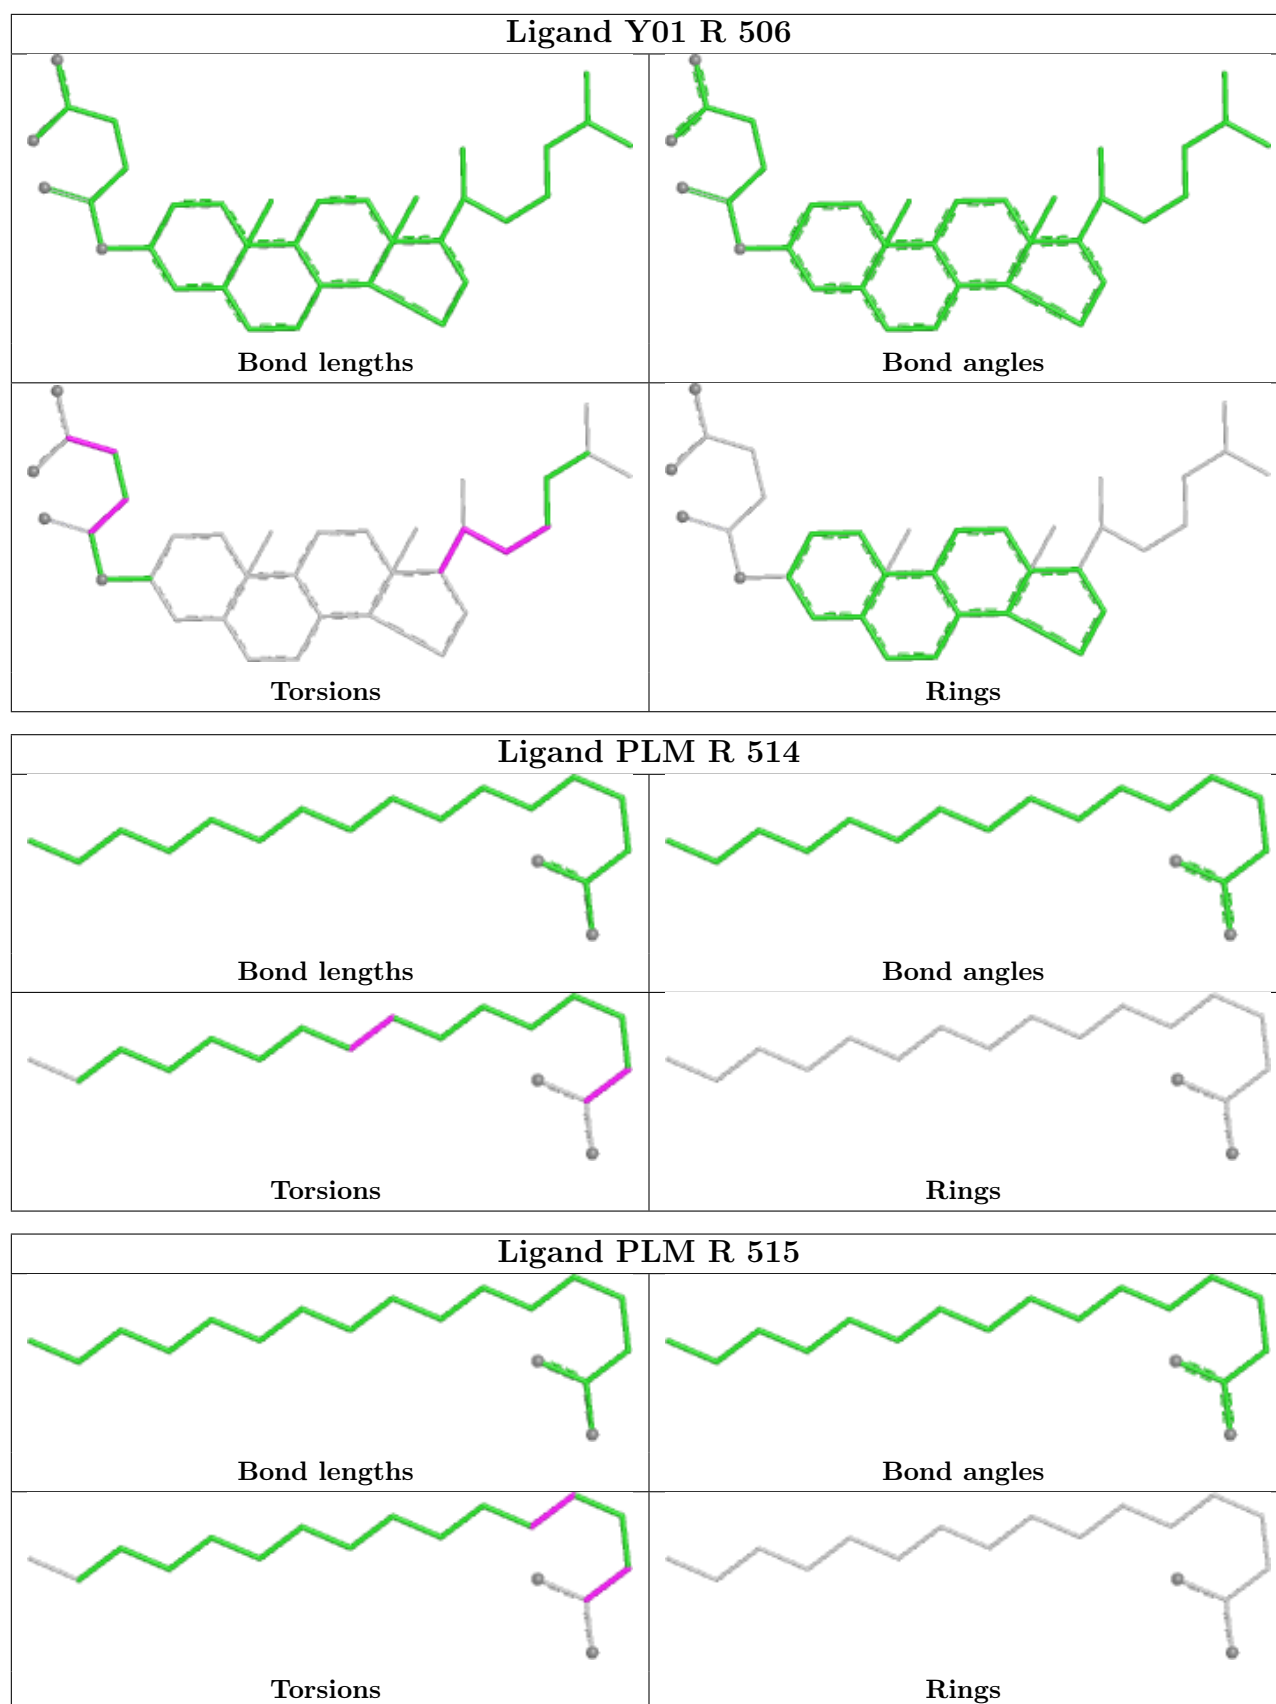 Ligand Y01 R 506
Bond lengths
Bond angles
Torsions
Rings
Ligand PLM R 514
Bond lengths
Bond angles
Torsions
Rings
Ligand PLM R 515
Bond lengths
Bond angles
Torsions
Rings